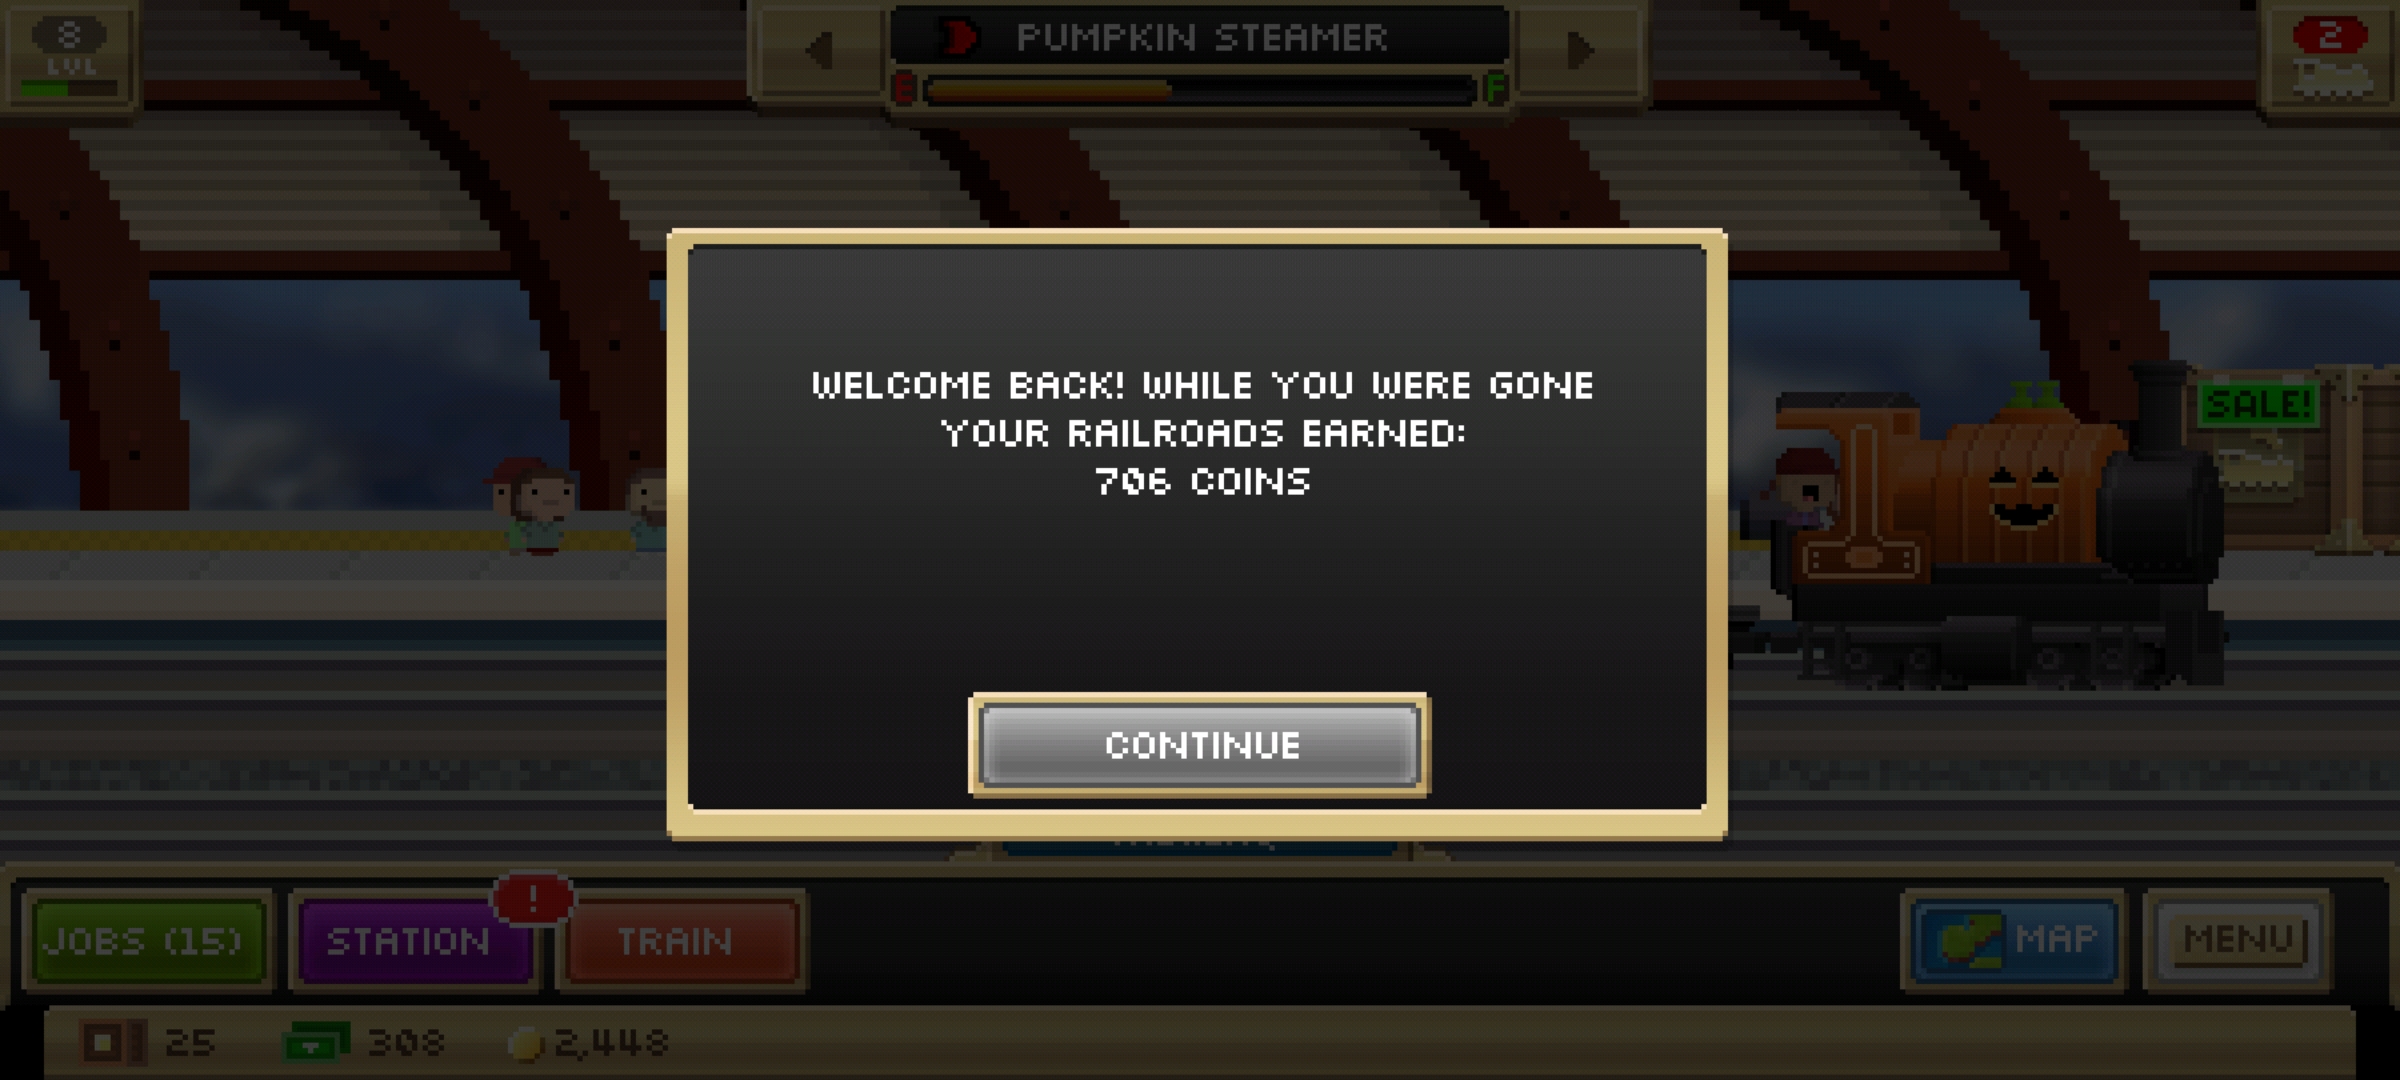 8
LVL
PUMPKIN STEAMER
E
F
2
WELCOME BACK! WHILE YOU WERE GONE
YOUR RAILROADS EARNED:
706 COINS
SALE!
CONTINUE
JOBS (15)
STATION
!
TRAIN
MAP
MENU
25
308
2,448